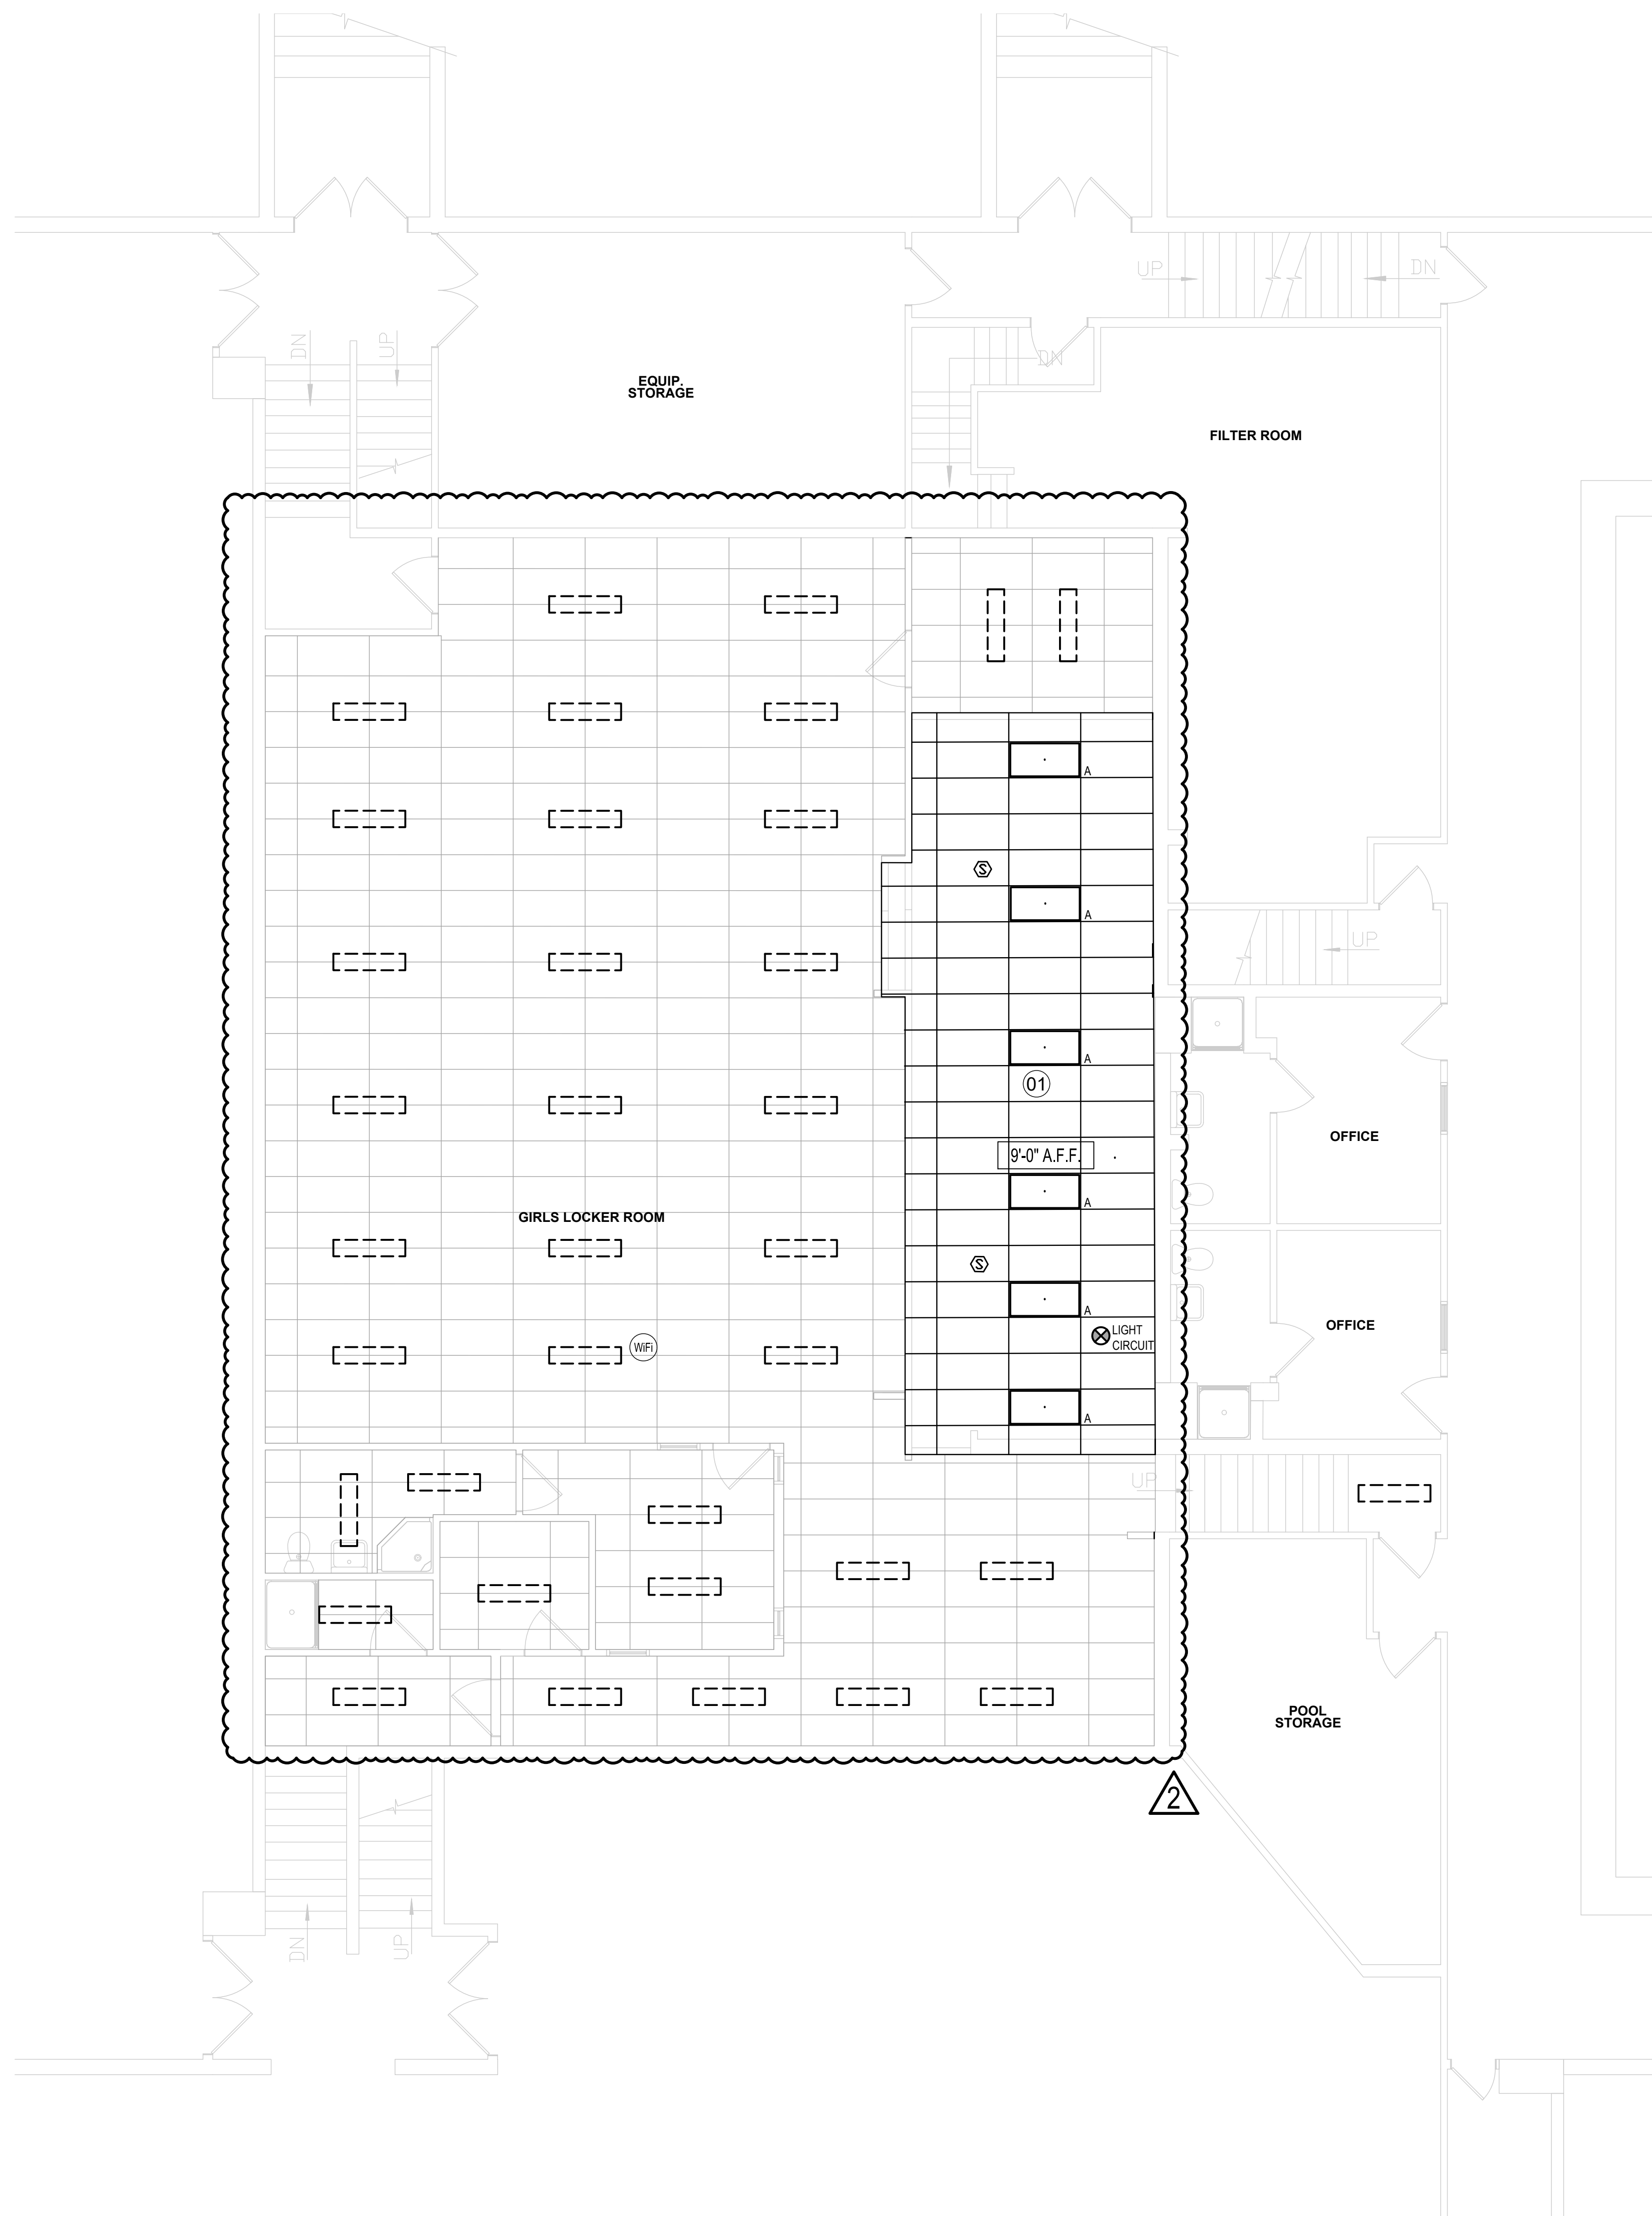 UP
DN
DN
UP
DN
EQUIP.
STORAGE
FILTER ROOM
A
S
A
UP
A
01
OFFICE
9'-0" A.F.F.
A
GIRLS LOCKER ROOM
S
A
OFFICE
LIGHT
CIRCUIT
WiFi
A
UP
POOL
STORAGE
2
DN
UP